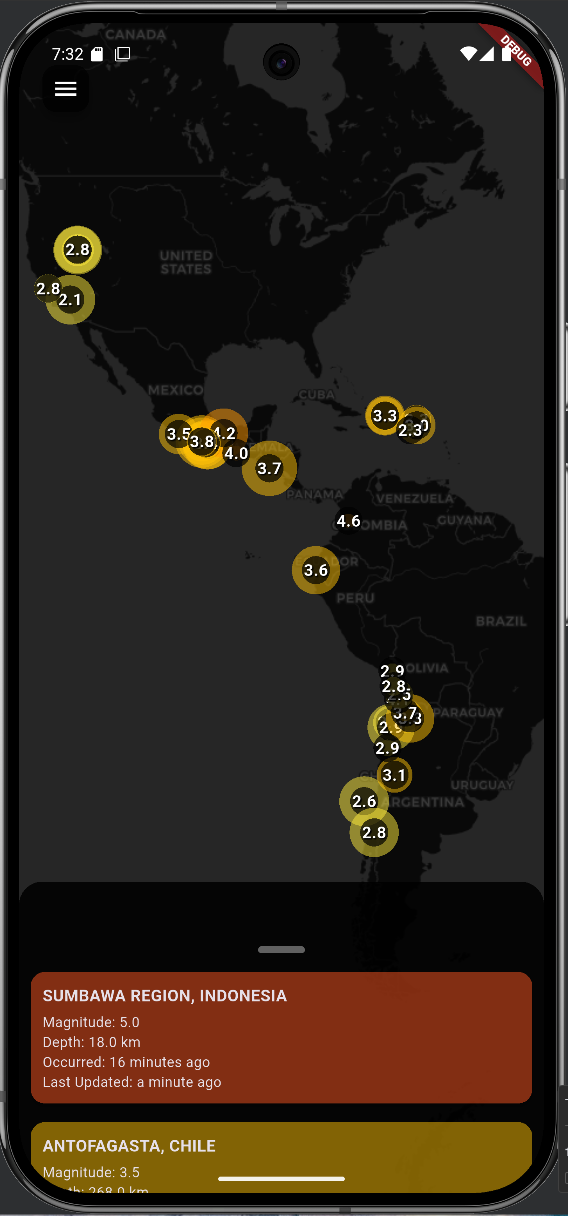 CANADA
7:32
DEBUG
2.8
UNITED
STATES
2.8
2.1
MEXICO
CUBA
3.3
2.3
3.5
3.8
4.2
4.0
3.7
PANAMA
VENEZUELA
4.6
GUYANA
3.6
PERU
BRAZIL
2.9
BOLIVIA
2.8
3.7
PARAGUAY
2.9
3.1
URUGUAY
2.6
ARGENTINA
2.8
SUMBAWA REGION, INDONESIA
Magnitude: 5.0
Depth: 18.0 km
Occurred: 16 minutes ago
Last Updated: a minute ago
ANTOFAGASTA, CHILE
Magnitude: 3.5
Depth: 268.0 km